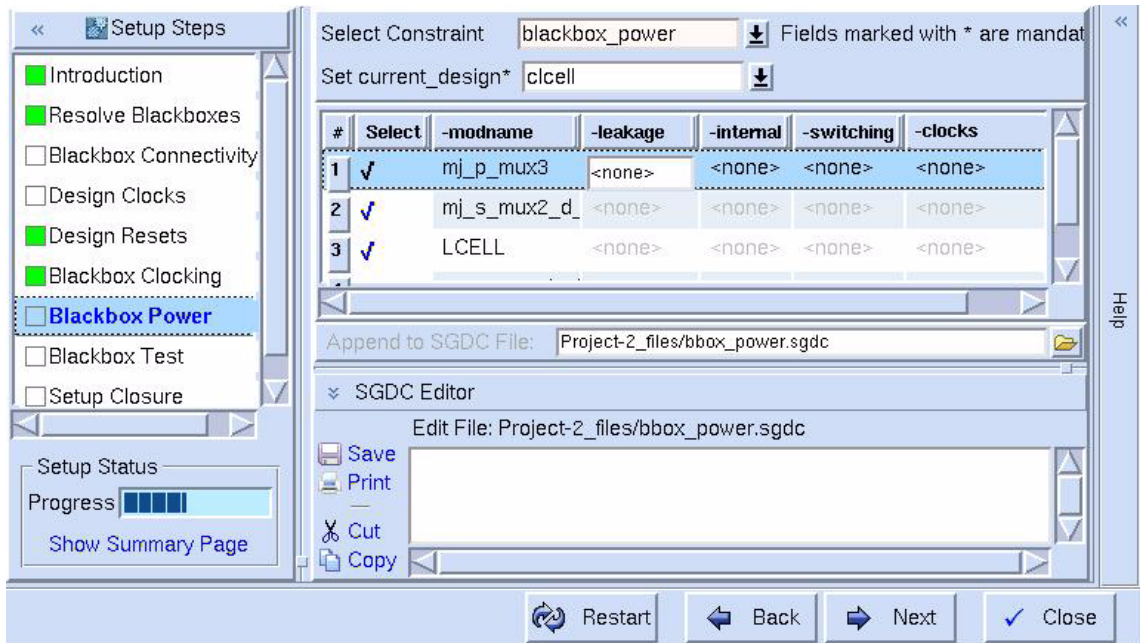 Setup Steps
Introduction
Resolve Blackboxes
Blackbox Connectivity
Design Clocks
Design Resets
Blackbox Clocking
Blackbox Power
Blackbox Test
Setup Closure
Setup Status
Progress
Show Summary Page
Select Constraint blackbox_power Fields marked with * are mandat
Set current_design* clcell
# Select -modname -leakage -internal -switching -clocks
1 mj_p_mux3 <none> <none> <none> <none>
2 mj_s_mux2_d_ <none> <none> <none> <none>
3 LCELL <none> <none> <none> <none>
Append to SGDC File: Project-2_files/bbox_power.sgdc
SGDC Editor
Edit File: Project-2_files/bbox_power.sgdc
Save
Print
Cut
Copy
Help
Restart Back Next Close